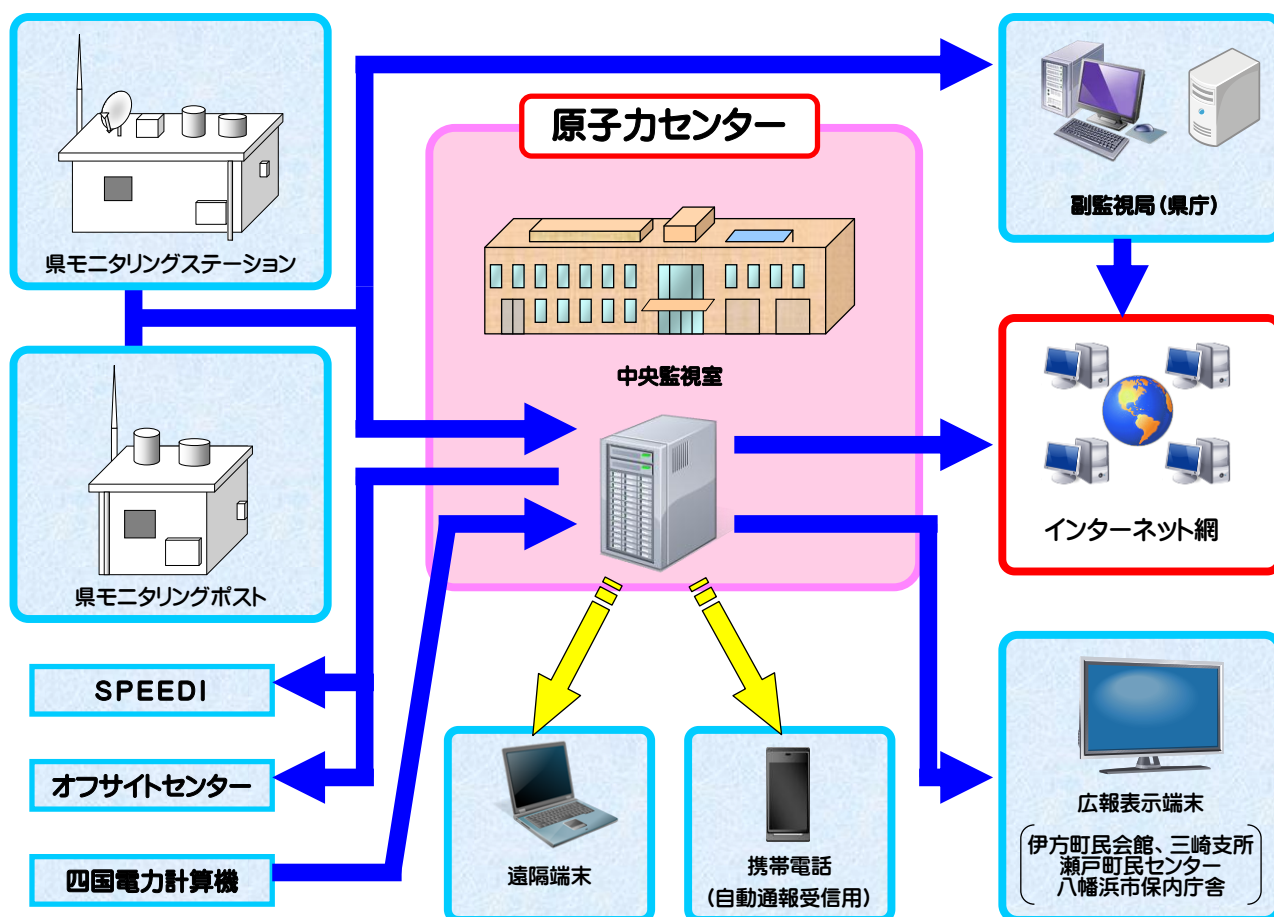 原子力センター
県モニタリングステーション
副監視局(県庁)
中央監視室
県モニタリングポスト
インターネット網
SPEEDI
オフサイトセンター
四国電力計算機
遠隔端末
携帯電話
(自動通報受信用)
広報表示端末
伊方町民会館、三崎支所
瀬戸町民センター
八幡浜市保内庁舎